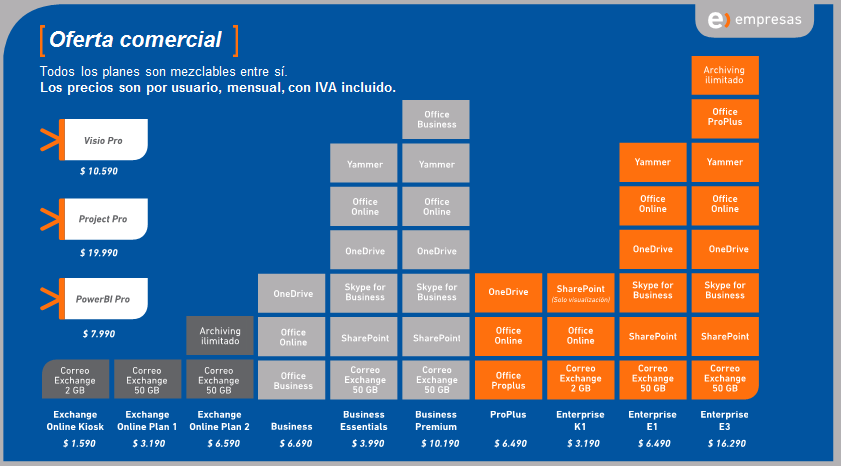 Oferta comercial
e) empresas
Todos los planes son mezclables entre sí.
Los precios son por usuario, mensual, con IVA incluido.
Visio Pro
$ 10.590
Project Pro
$ 19.990
PowerBI Pro
$ 7.990
Correo
Exchange
2 GB
Exchange
Online Kiosk
$ 1.590
Correo
Exchange
50 GB
Exchange
Online Plan 1
$ 3.190
Archiving
ilimitado
Correo
Exchange
50 GB
Exchange
Online Plan 2
$ 6.590
OneDrive
Office
Online
Office
Business
Business
$ 6.690
Yammer
Office
Online
OneDrive
Skype for
Business
SharePoint
Correo
Exchange
50 GB
Business
Essentials
$ 3.990
Office
Business
Yammer
Office
Online
OneDrive
Skype for
Business
SharePoint
Correo
Exchange
50 GB
Business
Premium
$ 10.190
OneDrive
Office
Online
Office
Proplus
ProPlus
$ 6.490
SharePoint
(Solo visualización)
Office
Online
Correo
Exchange
2 GB
Enterprise
K1
$ 3.190
Yammer
Office
Online
OneDrive
Skype for
Business
SharePoint
Correo
Exchange
50 GB
Enterprise
E1
$ 6.490
Archiving
ilimitado
Office
ProPlus
Yammer
Office
Online
OneDrive
Skype for
Business
SharePoint
Correo
Exchange
50 GB
Enterprise
E3
$ 16.290